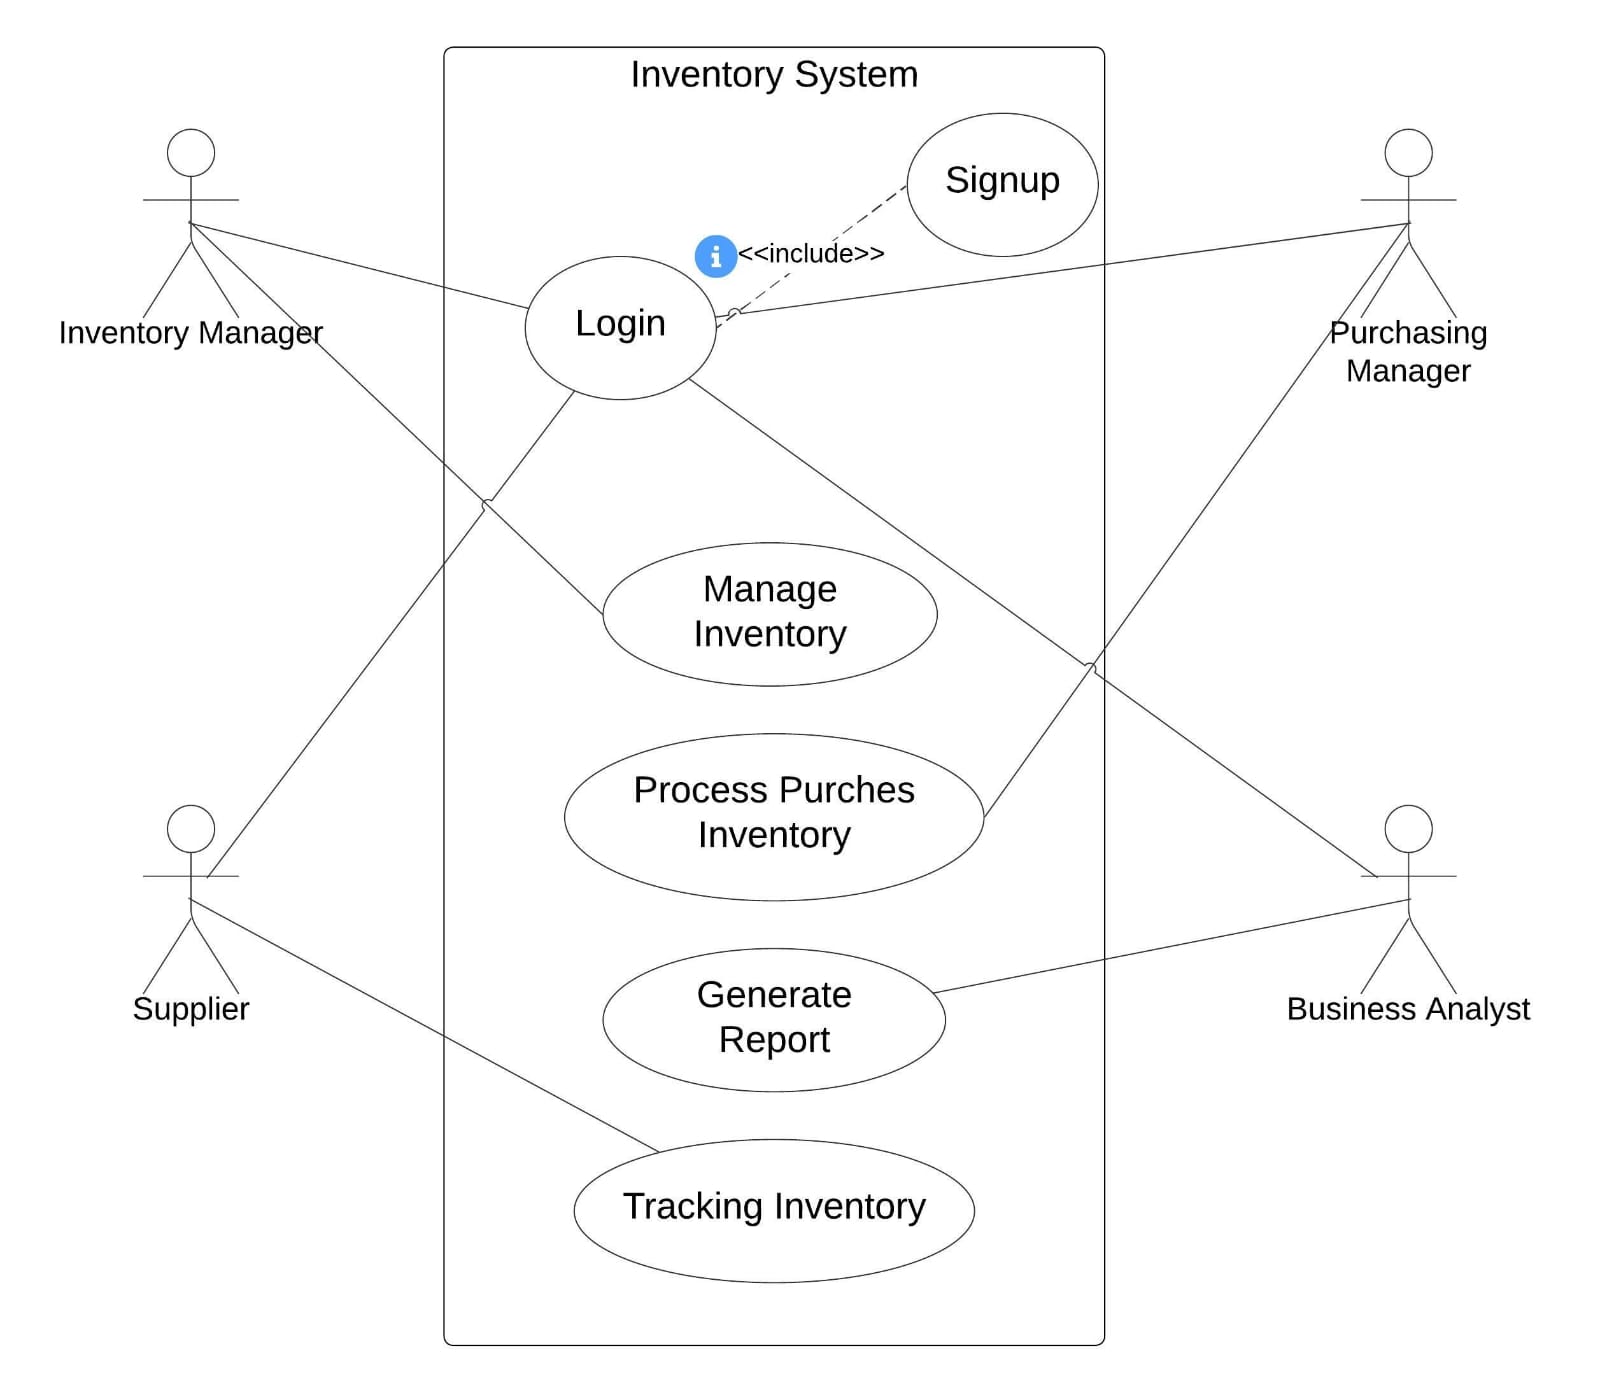 Inventory System
Signup
<<include>>
Login
Inventory Manager
Purchasing
Manager
Manage
Inventory
Process Purches
Inventory
Generate
Report
Supplier
Business Analyst
Tracking Inventory